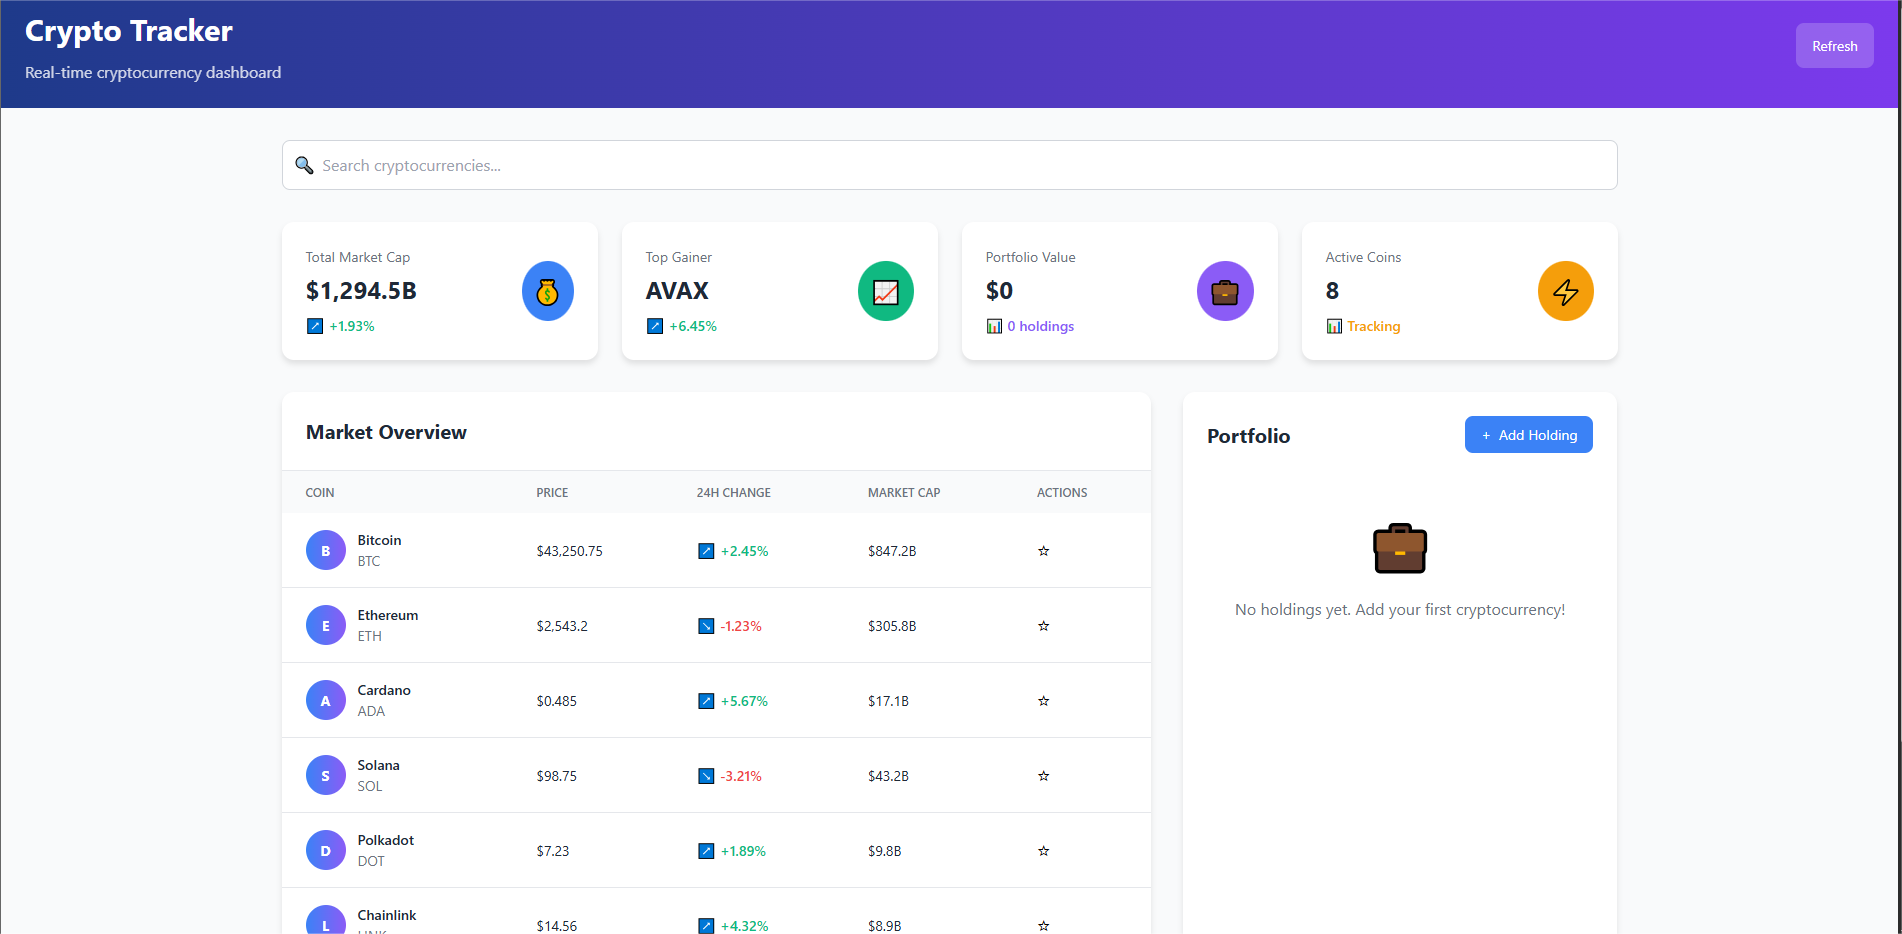 Crypto Tracker
Real-time cryptocurrency dashboard
Refresh
Search cryptocurrencies...
Total Market Cap
$1,294.5B
+1.93%
Top Gainer
AVAX
+6.45%
Portfolio Value
$0
0 holdings
Active Coins
8
Tracking
Market Overview
COIN PRICE 24H CHANGE MARKET CAP ACTIONS
B Bitcoin
BTC
$43,250.75 +2.45% $847.2B ☆
E Ethereum
ETH
$2,543.2 -1.23% $305.8B ☆
A Cardano
ADA
$0.485 +5.67% $17.1B ☆
S Solana
SOL
$98.75 -3.21% $43.2B ☆
D Polkadot
DOT
$7.23 +1.89% $9.8B ☆
L Chainlink
$14.56 +4.32% $8.9B ☆
Portfolio
+ Add Holding
No holdings yet. Add your first cryptocurrency!